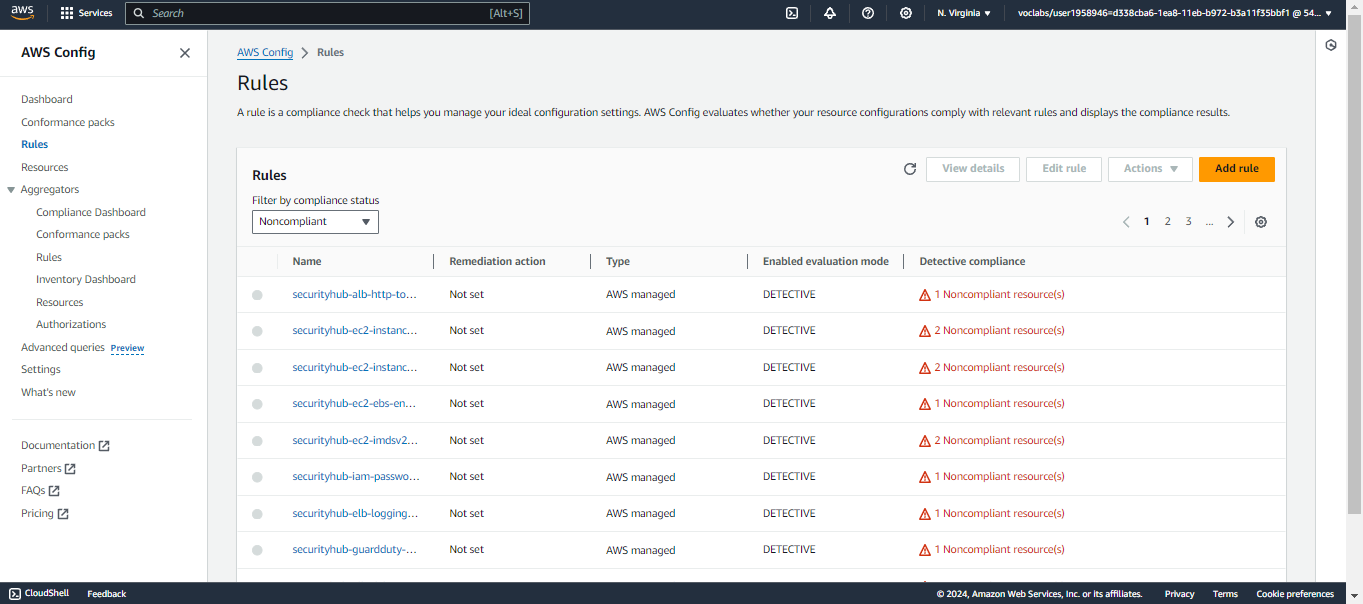 aws Services Search [Alt+S] N. Virginia voclabs/user1958946=d338cba6-1ea8-11eb-b972-b3a11f35bbf1 @ 54...
AWS Config
Dashboard
Conformance packs
Rules
Resources
Aggregators
Compliance Dashboard
Conformance packs
Rules
Inventory Dashboard
Resources
Authorizations
Advanced queries Preview
Settings
What's new
Documentation
Partners
FAQs
Pricing
AWS Config > Rules
Rules
A rule is a compliance check that helps you manage your ideal configuration settings. AWS Config evaluates whether your resource configurations comply with relevant rules and displays the compliance results.
Rules
View details Edit rule Actions Add rule
Filter by compliance status
Noncompliant
1 2 3 ...
Name Remediation action Type Enabled evaluation mode Detective compliance
securityhub-alb-http-to... Not set AWS managed DETECTIVE 1 Noncompliant resource(s)
securityhub-ec2-instanc... Not set AWS managed DETECTIVE 2 Noncompliant resource(s)
securityhub-ec2-instanc... Not set AWS managed DETECTIVE 2 Noncompliant resource(s)
securityhub-ec2-ebs-en... Not set AWS managed DETECTIVE 1 Noncompliant resource(s)
securityhub-ec2-imdsv2... Not set AWS managed DETECTIVE 2 Noncompliant resource(s)
securityhub-iam-passwo... Not set AWS managed DETECTIVE 1 Noncompliant resource(s)
securityhub-elb-logging... Not set AWS managed DETECTIVE 1 Noncompliant resource(s)
securityhub-guardduty-... Not set AWS managed DETECTIVE 1 Noncompliant resource(s)
CloudShell Feedback © 2024, Amazon Web Services, Inc. or its affiliates. Privacy Terms Cookie preferences